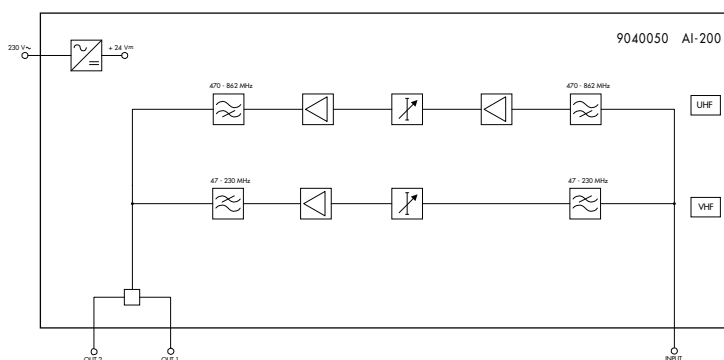 9040050 AI-200
230 V~
+ 24 V⎓
470 - 862 MHz
470 - 862 MHz
UHF
47 - 230 MHz
47 - 230 MHz
VHF
OUT 2
OUT 1
INPUT